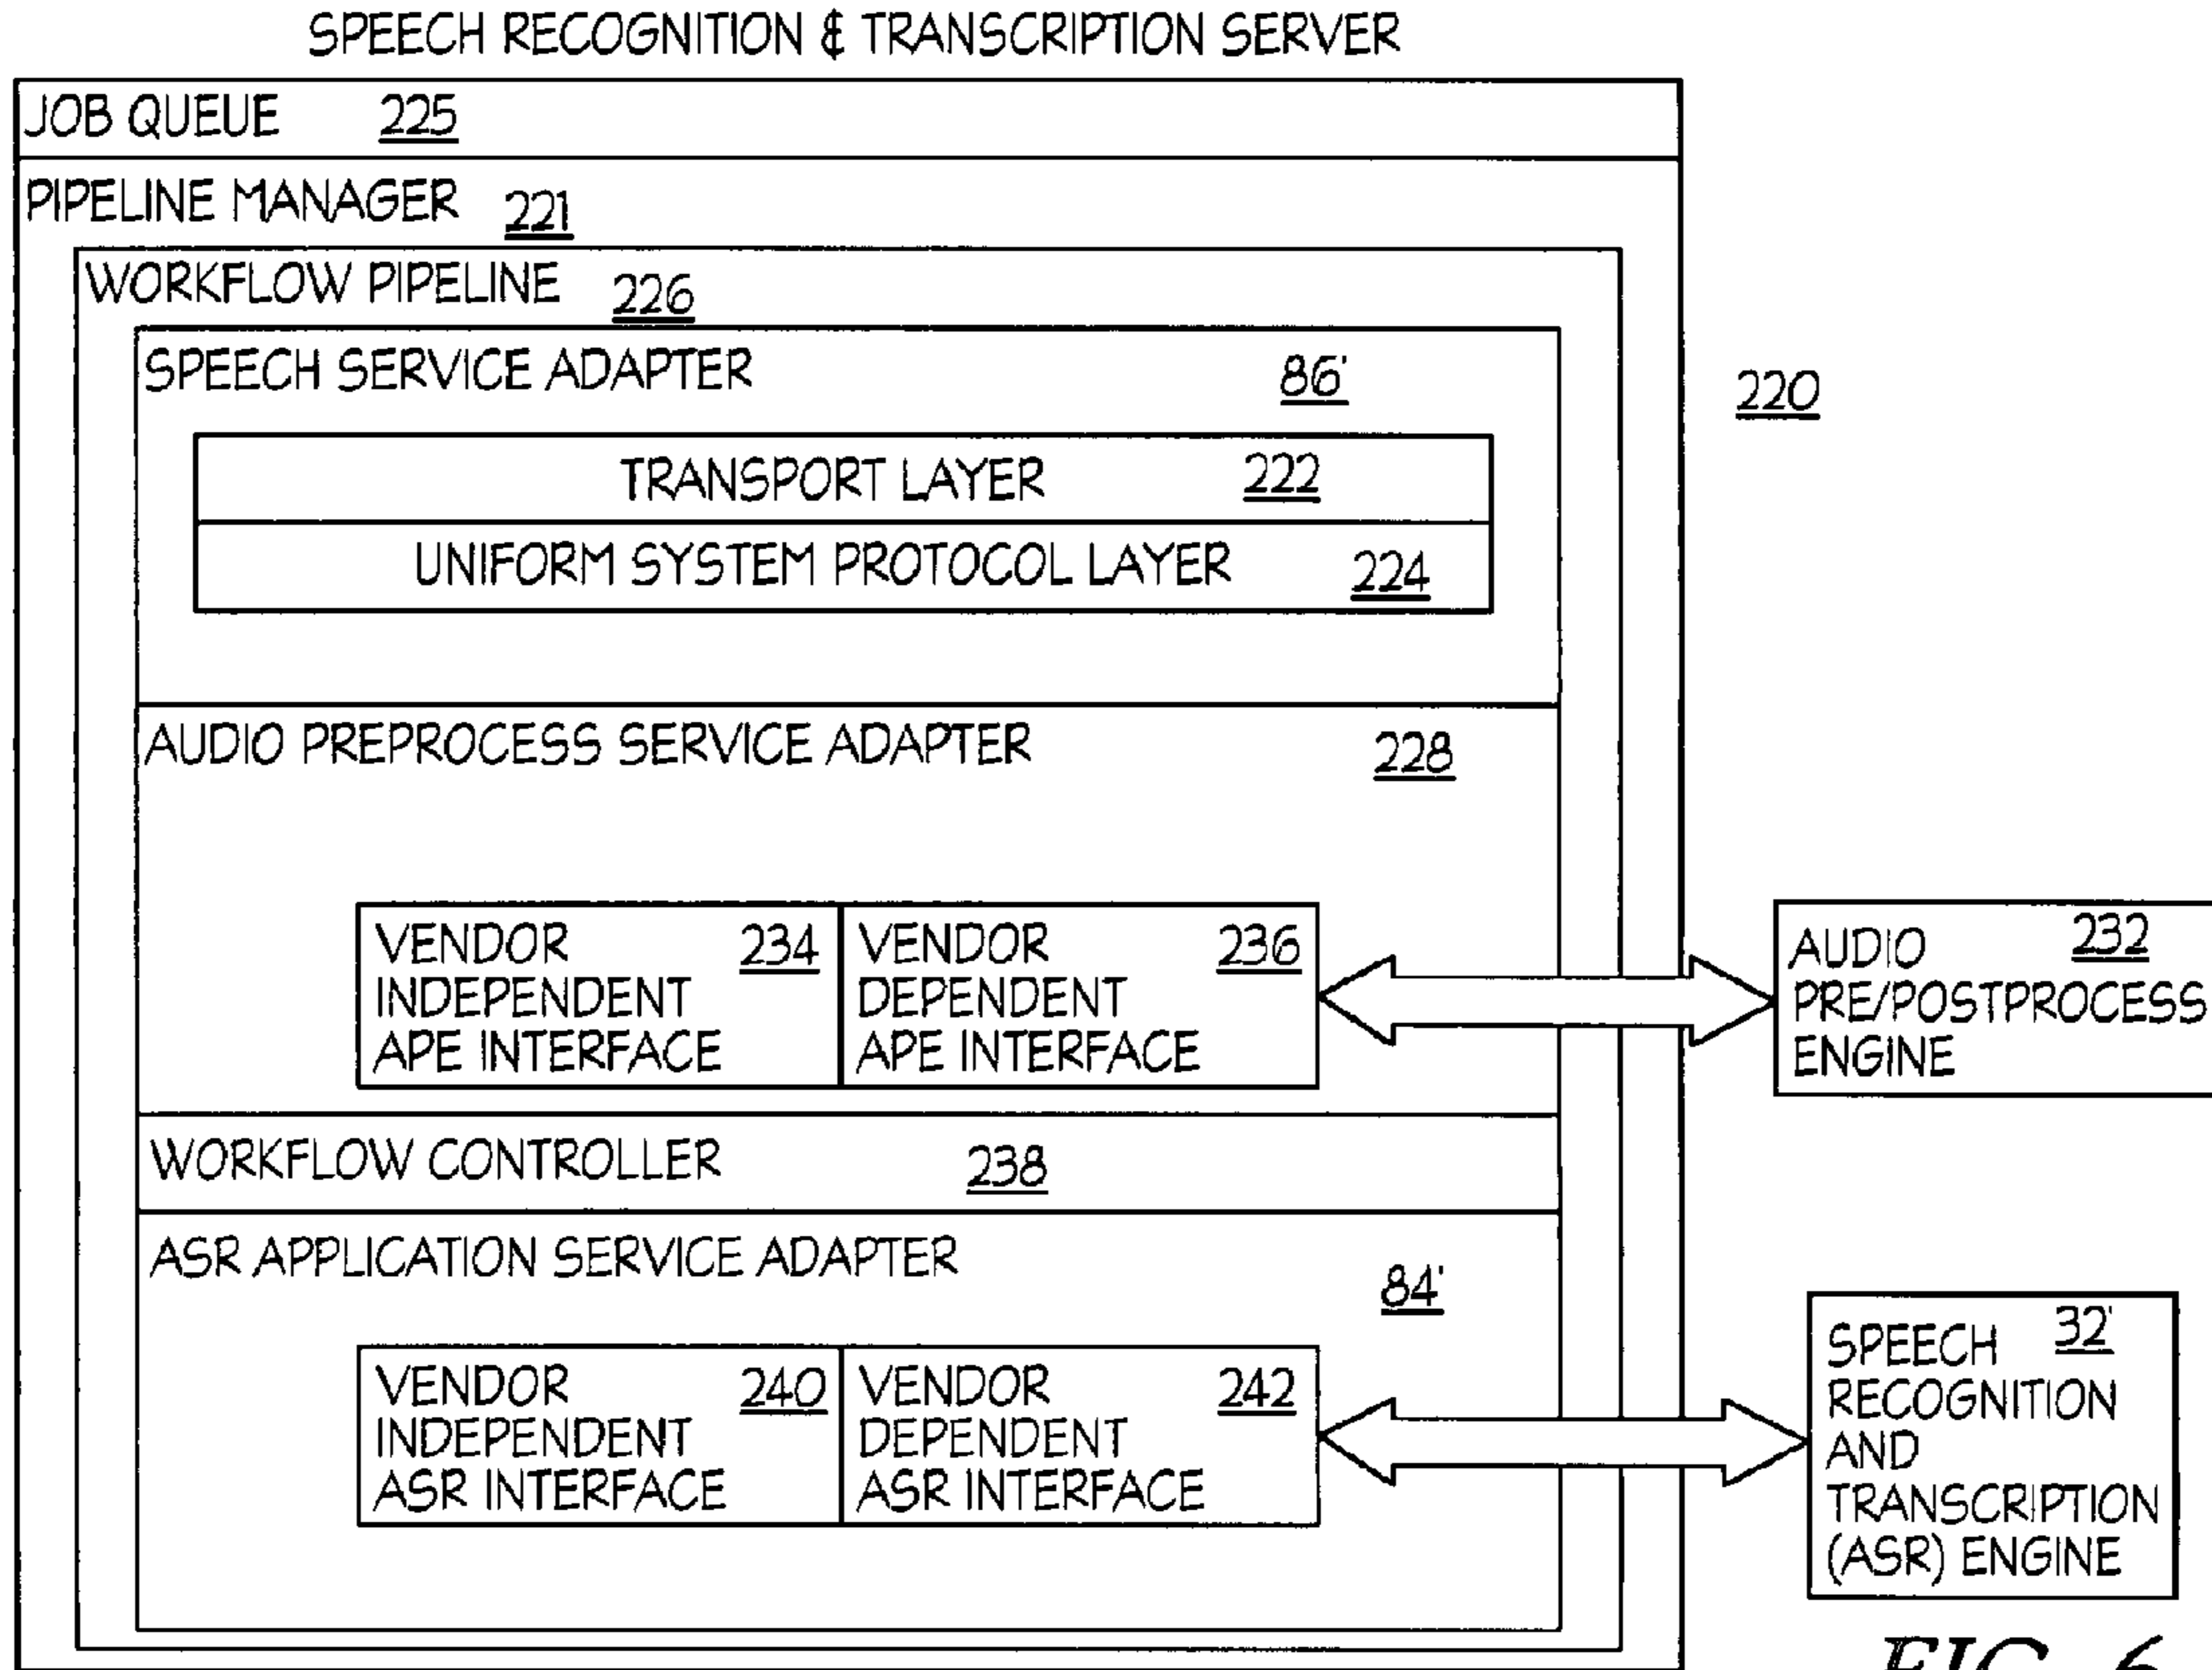 SPEECH RECOGNITION & TRANSCRIPTION SERVER
JOB QUEUE 225
PIPELINE MANAGER 221
WORKFLOW PIPELINE 226
SPEECH SERVICE ADAPTER 86'
220
TRANSPORT LAYER 222
UNIFORM SYSTEM PROTOCOL LAYER 224
AUDIO PREPROCESS SERVICE ADAPTER 228
VENDOR 234
INDEPENDENT
APE INTERFACE
VENDOR 236
DEPENDENT
APE INTERFACE
AUDIO 232
PRE/POSTPROCESS
ENGINE
WORKFLOW CONTROLLER 238
ASR APPLICATION SERVICE ADAPTER
84'
VENDOR 240
INDEPENDENT
ASR INTERFACE
VENDOR 242
DEPENDENT
ASR INTERFACE
SPEECH 32'
RECOGNITION
AND
TRANSCRIPTION
(ASR) ENGINE
FIG. 6